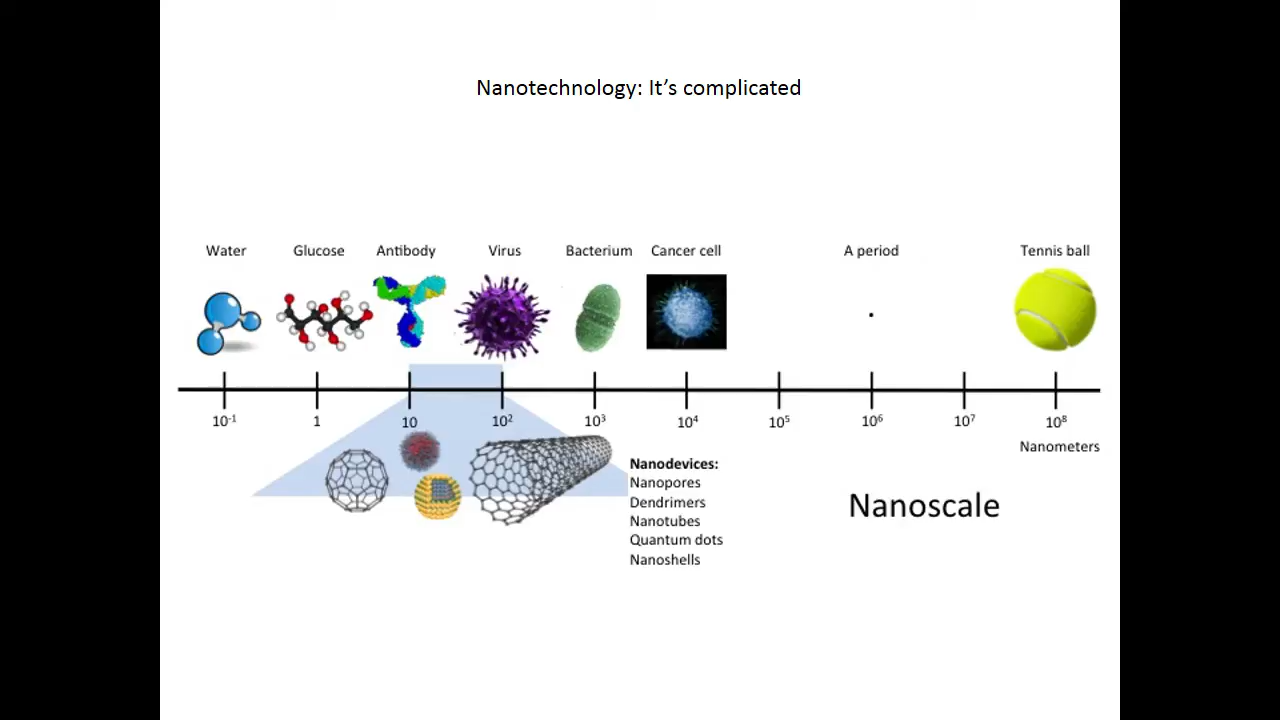 Nanotechnology: It’s complicated
Water Glucose Antibody Virus Bacterium Cancer cell A period Tennis ball
10⁻¹ 1 10 10² 10³ 10⁴ 10⁵ 10⁶ 10⁷ 10⁸
Nanometers
Nanodevices:
Nanopores
Dendrimers
Nanotubes
Quantum dots
Nanoshells
Nanoscale